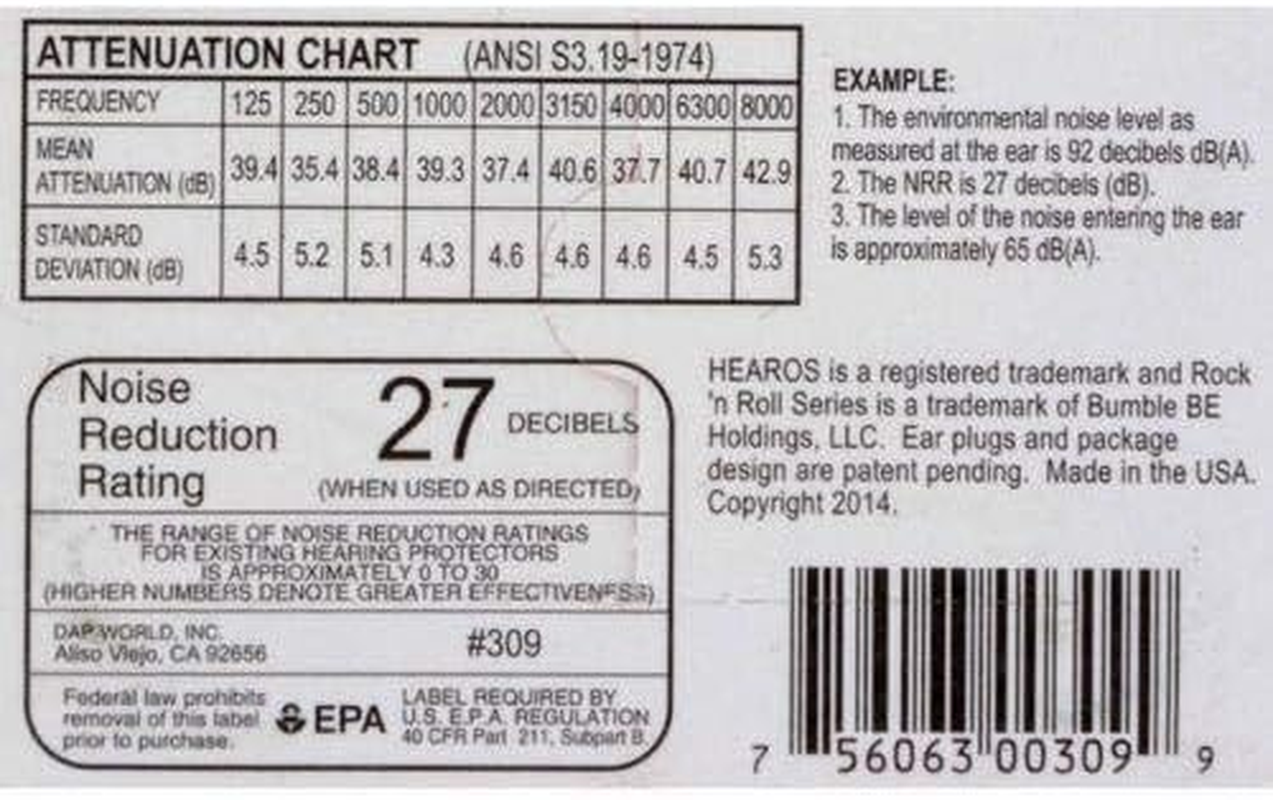 ATTENUATION CHART (ANSI S3.19-1974)
FREQUENCY 125 250 500 1000 2000 3150 4000 6300 8000
MEAN
ATTENUATION (dB) 39.4 35.4 38.4 39.3 37.4 40.6 37.7 40.7 42.9
STANDARD
DEVIATION (dB) 4.5 5.2 5.1 4.3 4.6 4.6 4.6 4.5 5.3
EXAMPLE:
1. The environmental noise level as
measured at the ear is 92 decibels dB(A).
2. The NRR is 27 decibels (dB).
3. The level of the noise entering the ear
is approximately 65 dB(A).
Noise
Reduction
Rating
27 DECIBELS
(WHEN USED AS DIRECTED)
THE RANGE OF NOISE REDUCTION RATINGS
FOR EXISTING HEARING PROTECTORS
IS APPROXIMATELY 0 TO 30
(HIGHER NUMBERS DENOTE GREATER EFFECTIVENESS)
DAP WORLD, INC.
Aliso Viejo, CA 92656
#309
Federal law prohibits
removal of this label
prior to purchase.
EPA
LABEL REQUIRED BY
U.S. E.P.A. REGULATION
40 CFR Part 211, Subpart B
HEAROS is a registered trademark and Rock
'n Roll Series is a trademark of Bumble BE
Holdings, LLC. Ear plugs and package
design are patent pending. Made in the USA.
Copyright 2014.
7 56063 00309 9